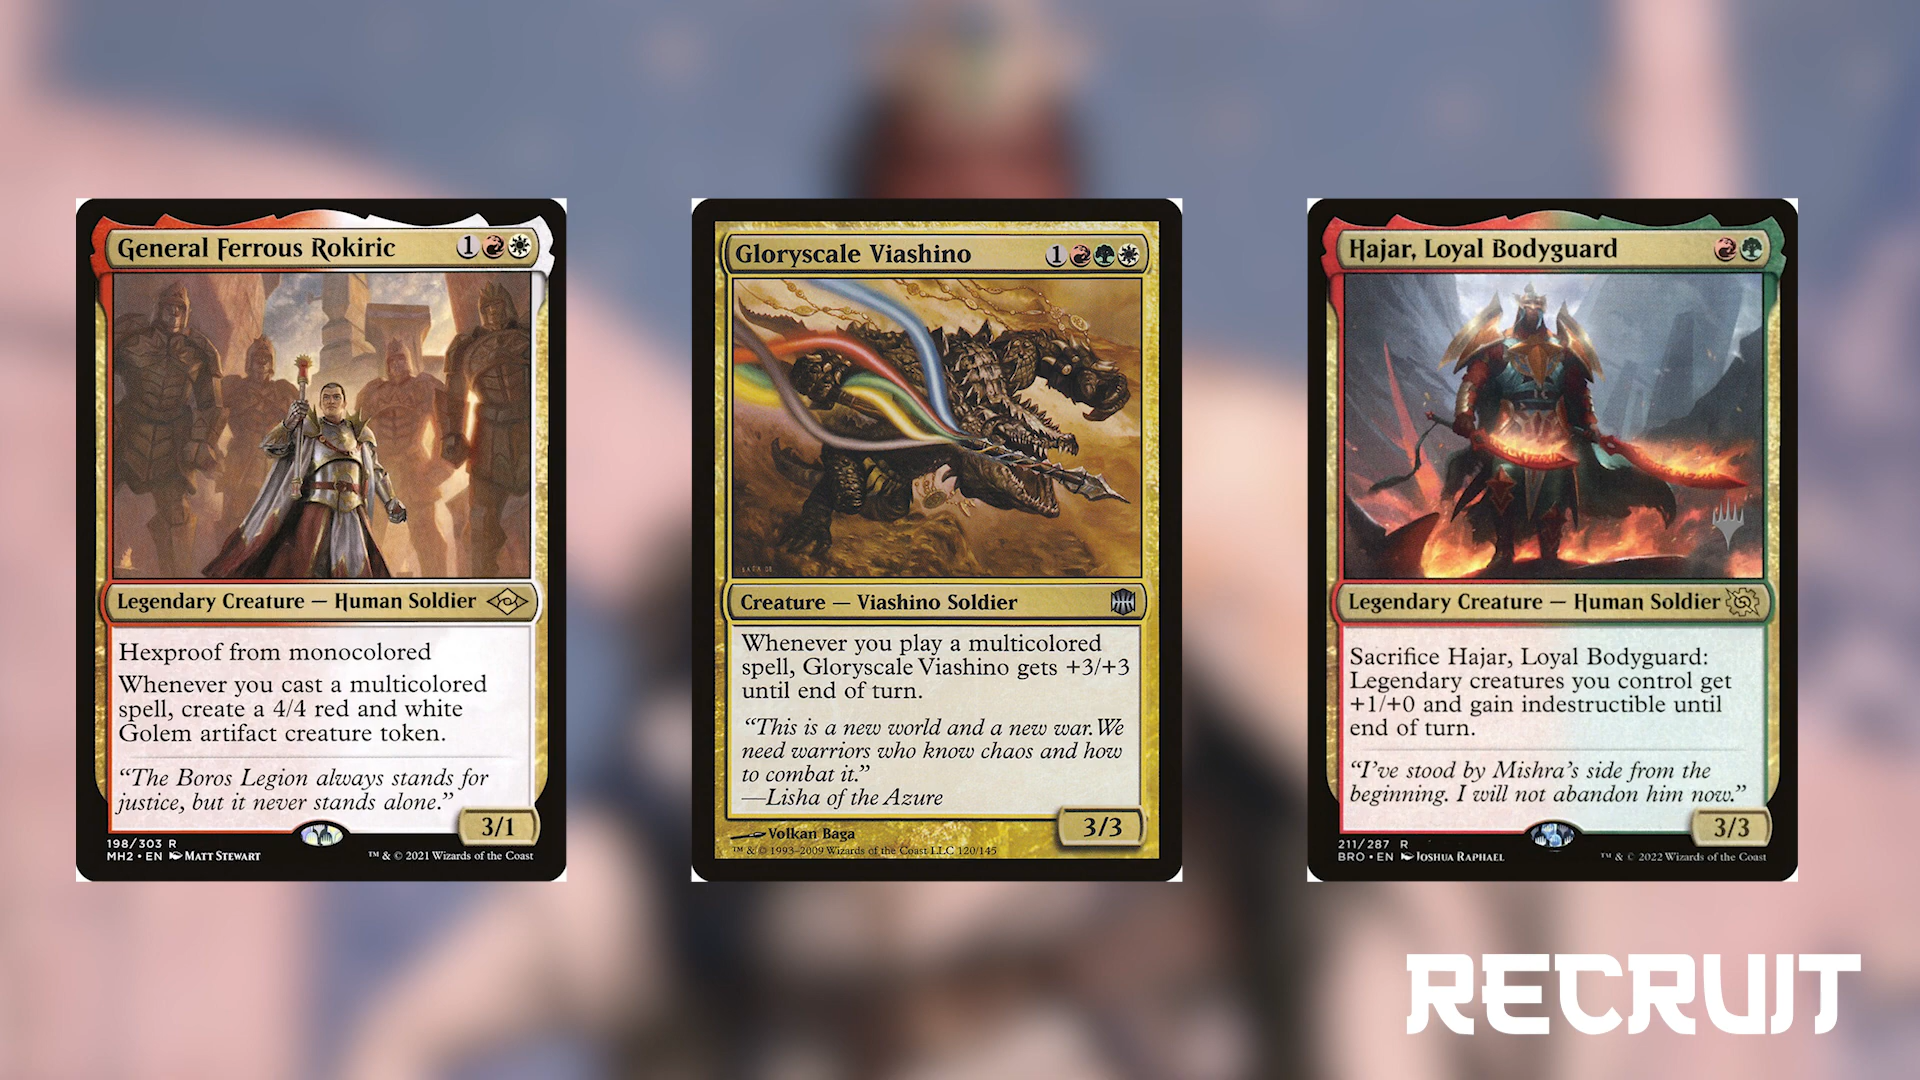 General Ferrous Rokiric 1
Legendary Creature — Human Soldier
Hexproof from monocolored
Whenever you cast a multicolored
spell, create a 4/4 red and white
Golem artifact creature token.
“The Boros Legion always stands for
justice, but it never stands alone.”
3/1
198/303 R
MH2 • EN Matt Stewart
™ & © 2021 Wizards of the Coast
Gloryscale Viashino 1
Creature — Viashino Soldier
Whenever you play a multicolored
spell, Gloryscale Viashino gets +3/+3
until end of turn.
“This is a new world and a new war. We
need warriors who know chaos and how
to combat it.”
—Lisha of the Azure
3/3
Volkan Baga
™ & © 1993–2009 Wizards of the Coast LLC 120/145
Hajar, Loyal Bodyguard
Legendary Creature — Human Soldier
Sacrifice Hajar, Loyal Bodyguard:
Legendary creatures you control get
+1/+0 and gain indestructible until
end of turn.
“I’ve stood by Mishra’s side from the
beginning. I will not abandon him now.”
3/3
211/287 R
BRO • EN Joshua Raphael
™ & © 2022 Wizards of the Coast
RECRUIT